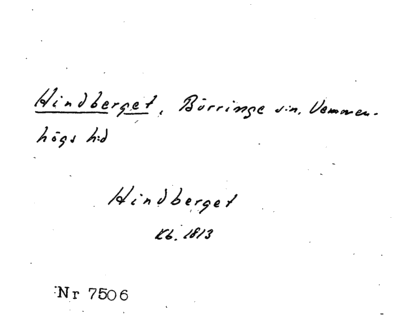 Hindberget, Börringe sn, Vemmen-
högs hd
Hindberget
Kb. 1813
Nr 7506